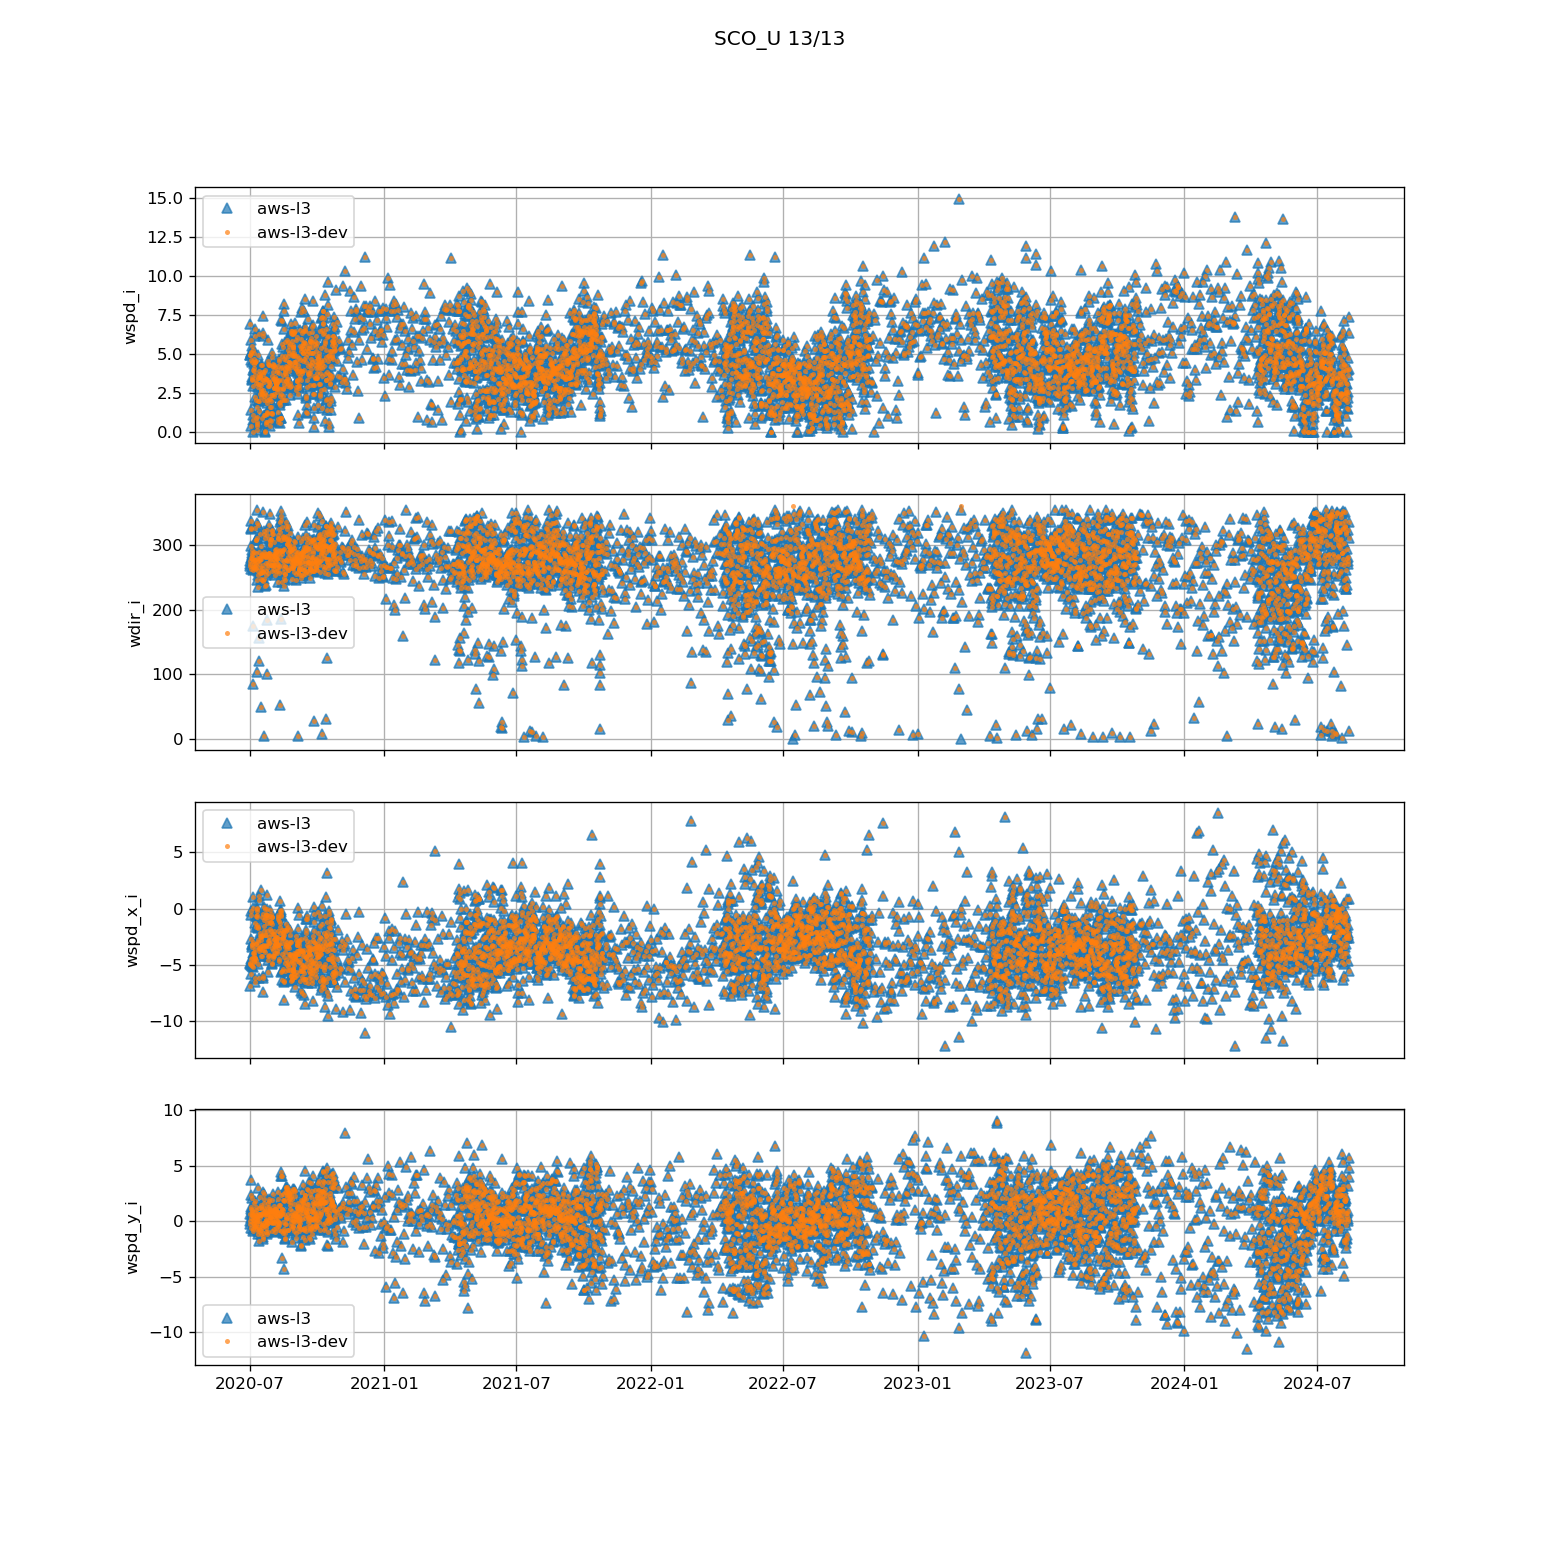 SCO_U 13/13
15.0
12.5
10.0
7.5
5.0
2.5
0.0
wspd_i
aws-l3
aws-l3-dev
300
200
100
0
wdir_i
aws-l3
aws-l3-dev
5
0
−5
−10
wspd_x_i
aws-l3
aws-l3-dev
10
5
0
−5
−10
wspd_y_i
aws-l3
aws-l3-dev
2020-07
2021-01
2021-07
2022-01
2022-07
2023-01
2023-07
2024-01
2024-07